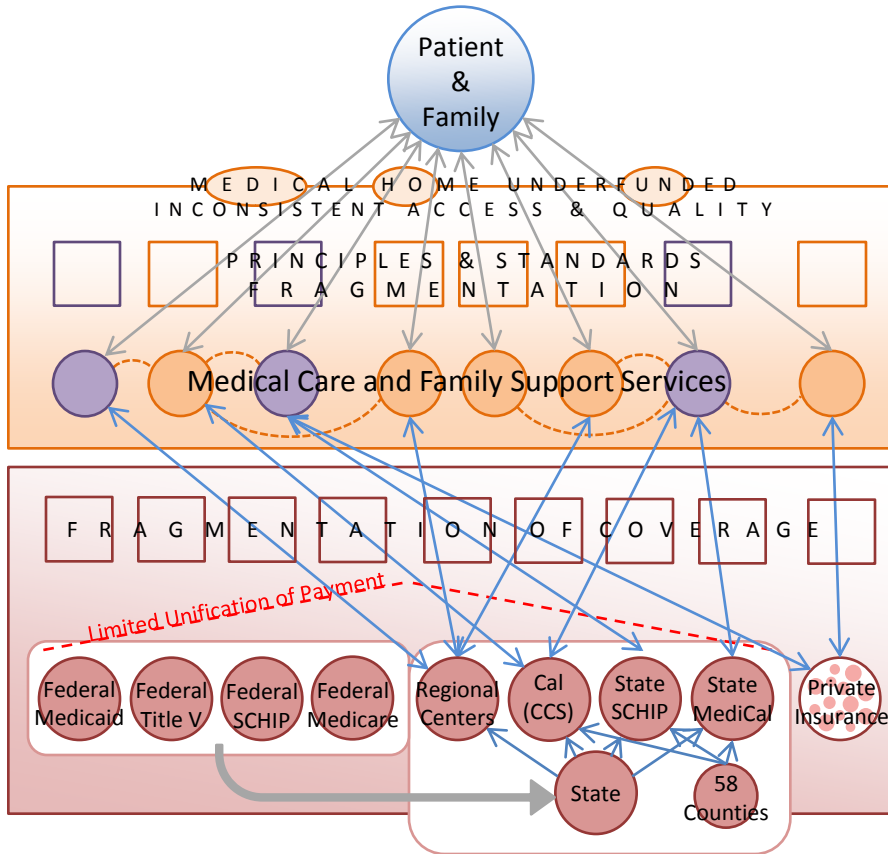 Patient
&
Family
MEDICAL HOME UNDERFUNDED
INCONSISTENT ACCESS & QUALITY
PRINCIPLES & STANDARDS
FRAGMENTATION
Medical Care and Family Support Services
FRAGMENTATION OF COVERAGE
Limited Unification of Payment
Federal
Medicaid
Federal
Title V
Federal
SCHIP
Federal
Medicare
Regional
Centers
Cal
(CCS)
State
SCHIP
State
MediCal
Private
Insurance
State
58
Counties